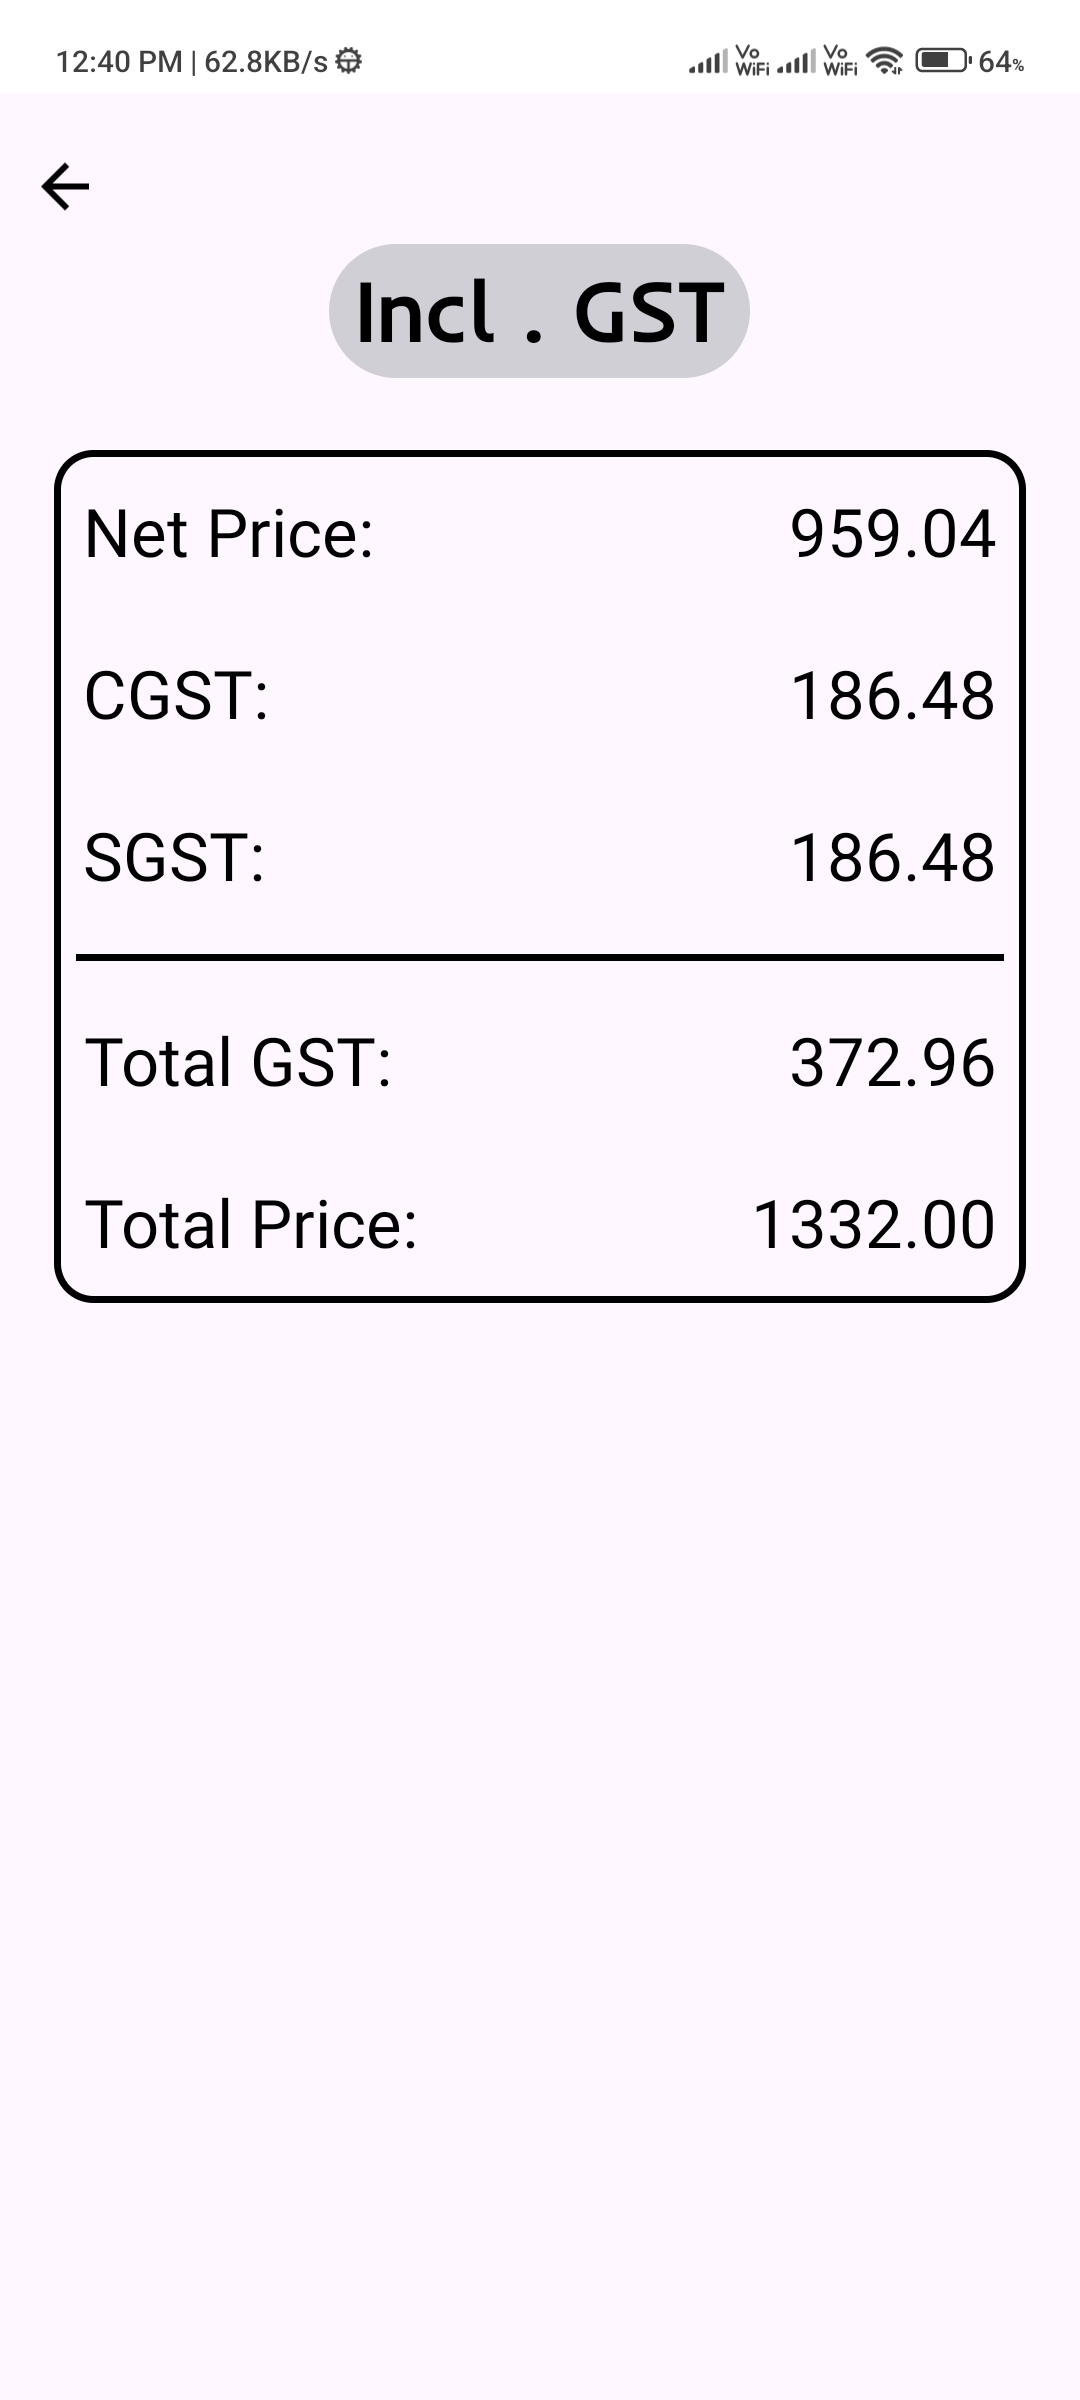 12:40 PM | 62.8KB/s Vo WiFi Vo WiFi 64%
Incl . GST
Net Price: 959.04
CGST: 186.48
SGST: 186.48
Total GST: 372.96
Total Price: 1332.00